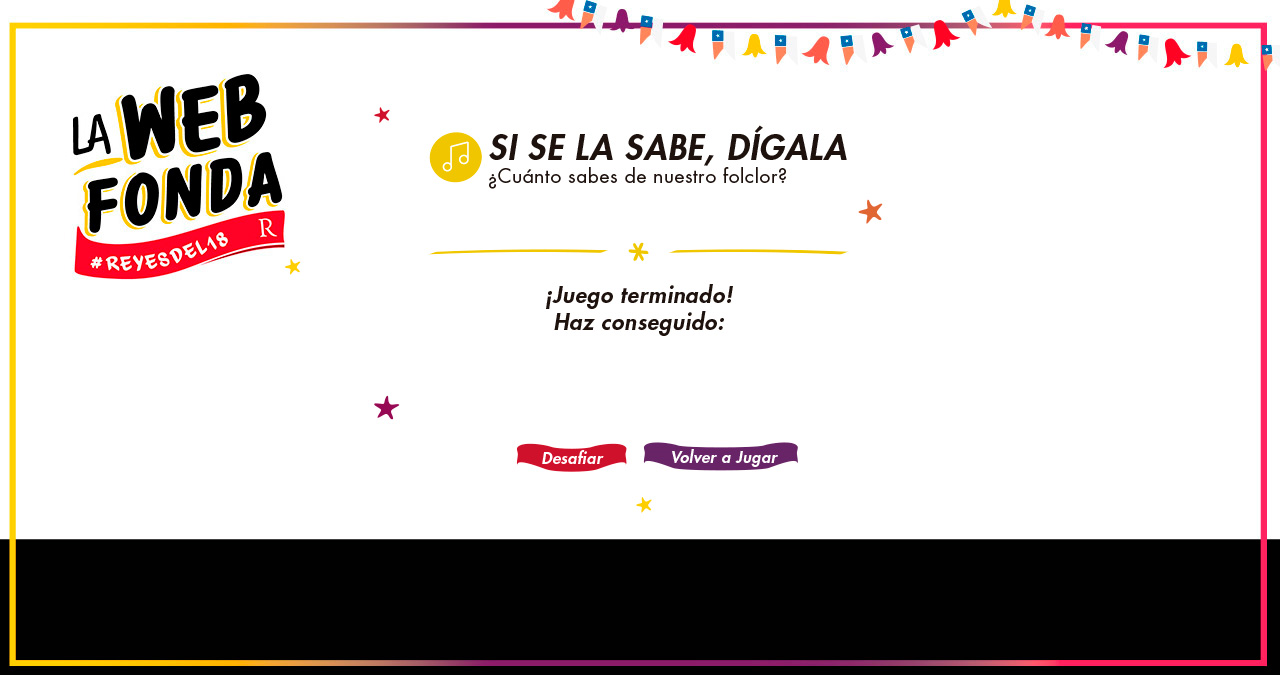 LA WEB
FONDA
#REYESDEL18 R
SI SE LA SABE, DÍGALA
¿Cuánto sabes de nuestro folclor?
¡Juego terminado!
Haz conseguido:
Desafiar
Volver a Jugar